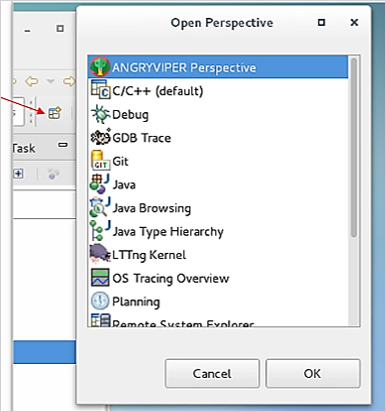 Open Perspective
Task
ANGRYVIPER Perspective
C/C++ (default)
Debug
GDB Trace
GIT
Git
Java
Java Browsing
Java Type Hierarchy
LTTng Kernel
OS Tracing Overview
Planning
Remote System Explorer
Cancel
OK